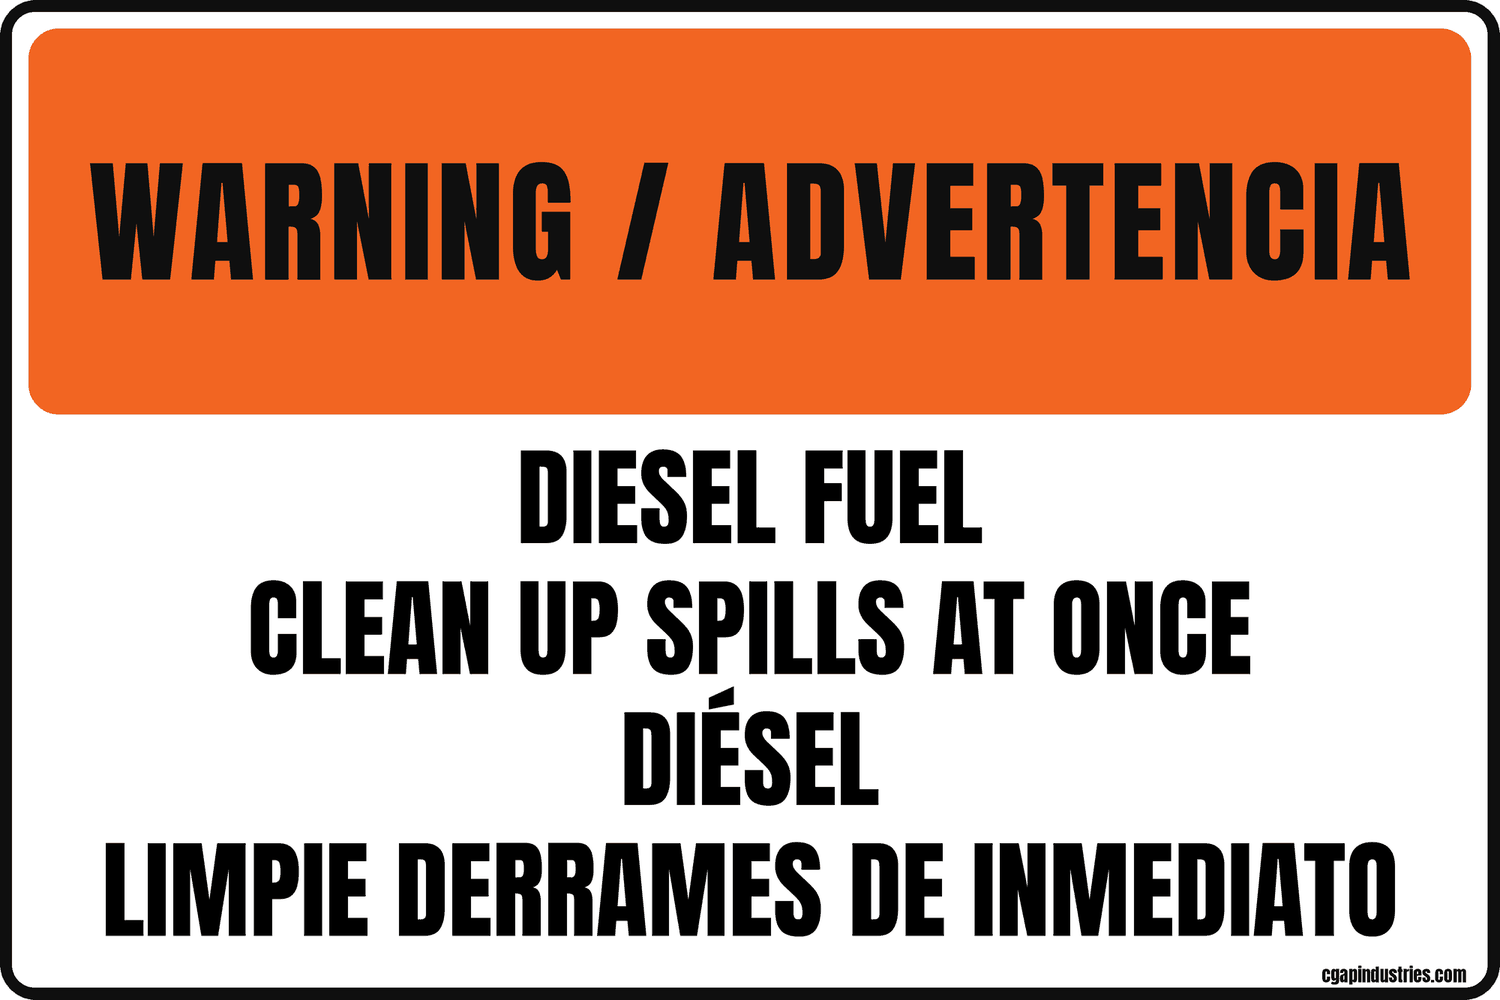 WARNING / ADVERTENCIA
DIESEL FUEL
CLEAN UP SPILLS AT ONCE
DIÉSEL
LIMPIE DERRAMES DE INMEDIATO
cgapindustries.com